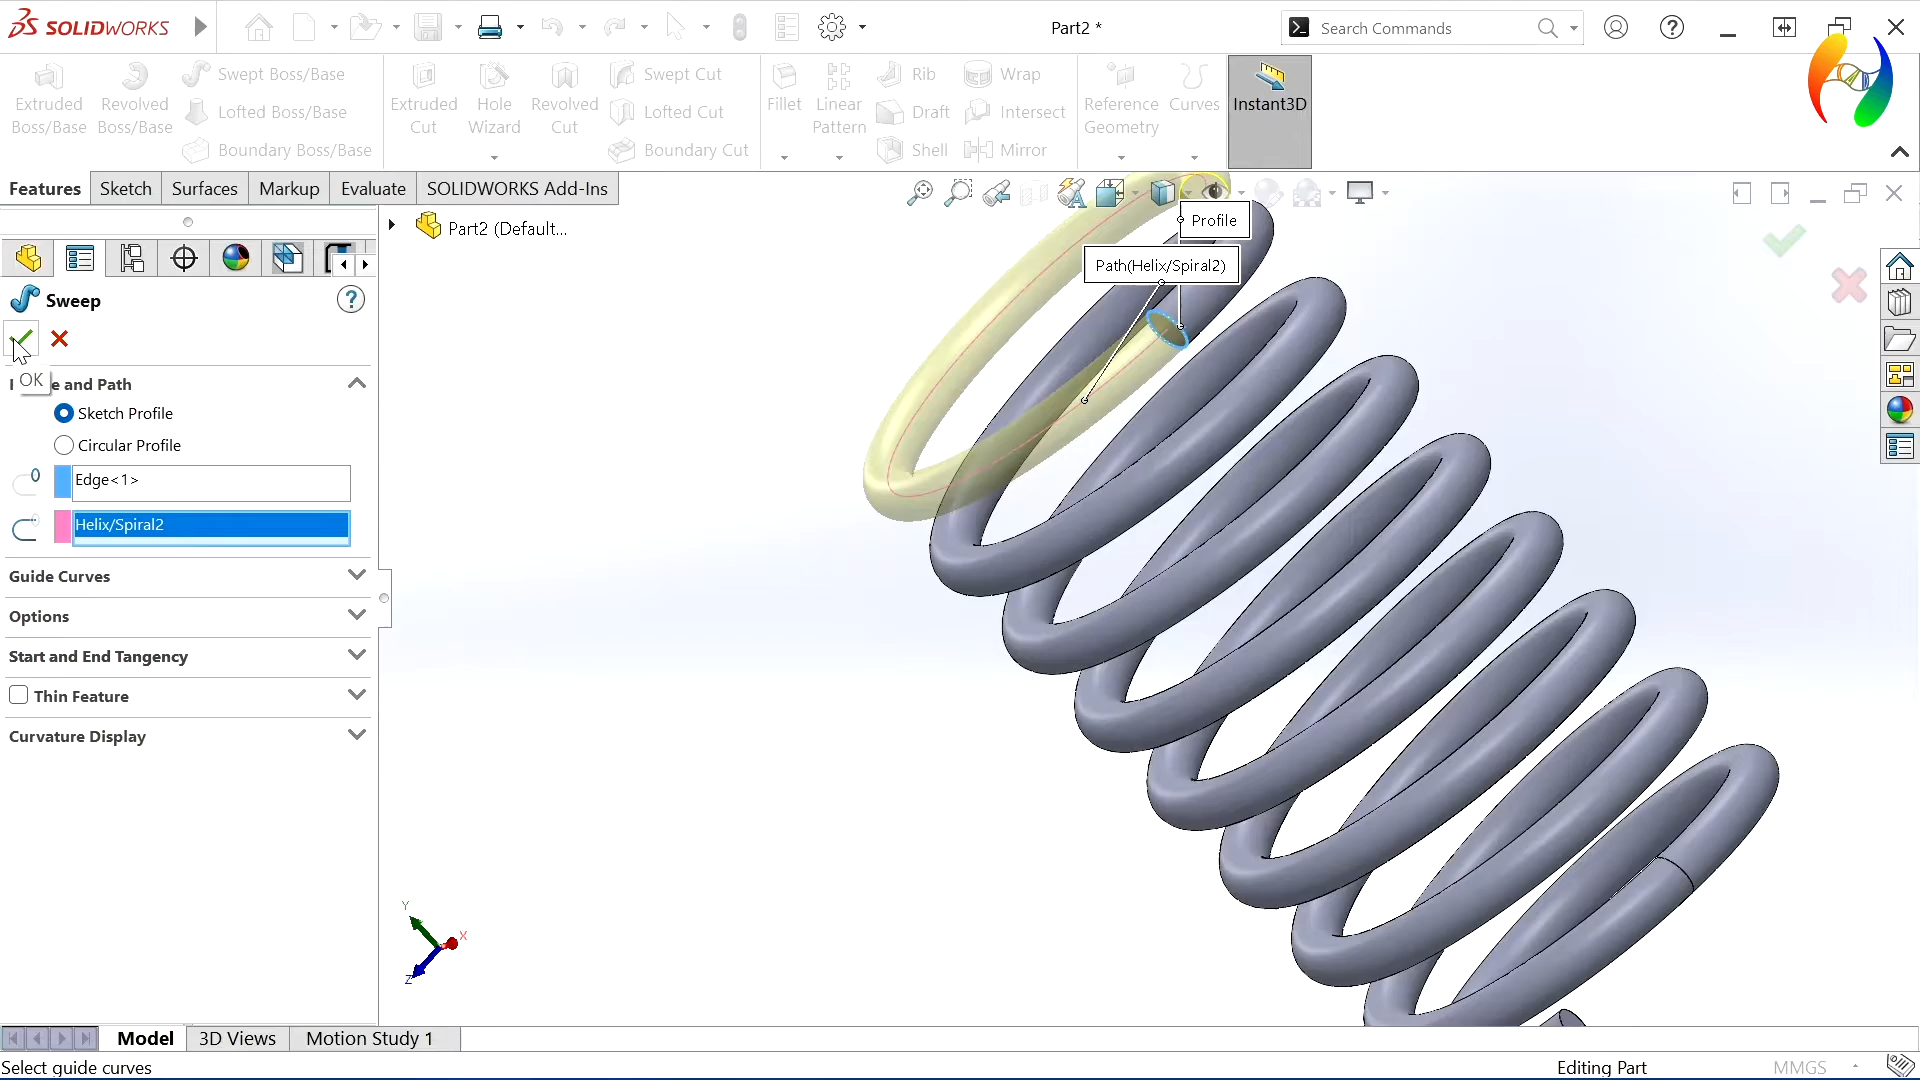 SOLIDWORKS
Part2 *
Search Commands
Extruded Boss/Base
Revolved Boss/Base
Swept Boss/Base
Lofted Boss/Base
Boundary Boss/Base
Extruded Cut
Hole Wizard
Revolved Cut
Swept Cut
Lofted Cut
Boundary Cut
Fillet
Linear Pattern
Rib
Draft
Shell
Wrap
Intersect
Mirror
Reference Geometry
Curves
Instant3D
Features
Sketch
Surfaces
Markup
Evaluate
SOLIDWORKS Add-Ins
Part2 (Default...
Profile
Path(Helix/Spiral2)
Sweep
OK
e and Path
Sketch Profile
Circular Profile
Edge<1>
Helix/Spiral2
Guide Curves
Options
Start and End Tangency
Thin Feature
Curvature Display
Y
X
Z
Model
3D Views
Motion Study 1
Select guide curves
Editing Part
MMGS